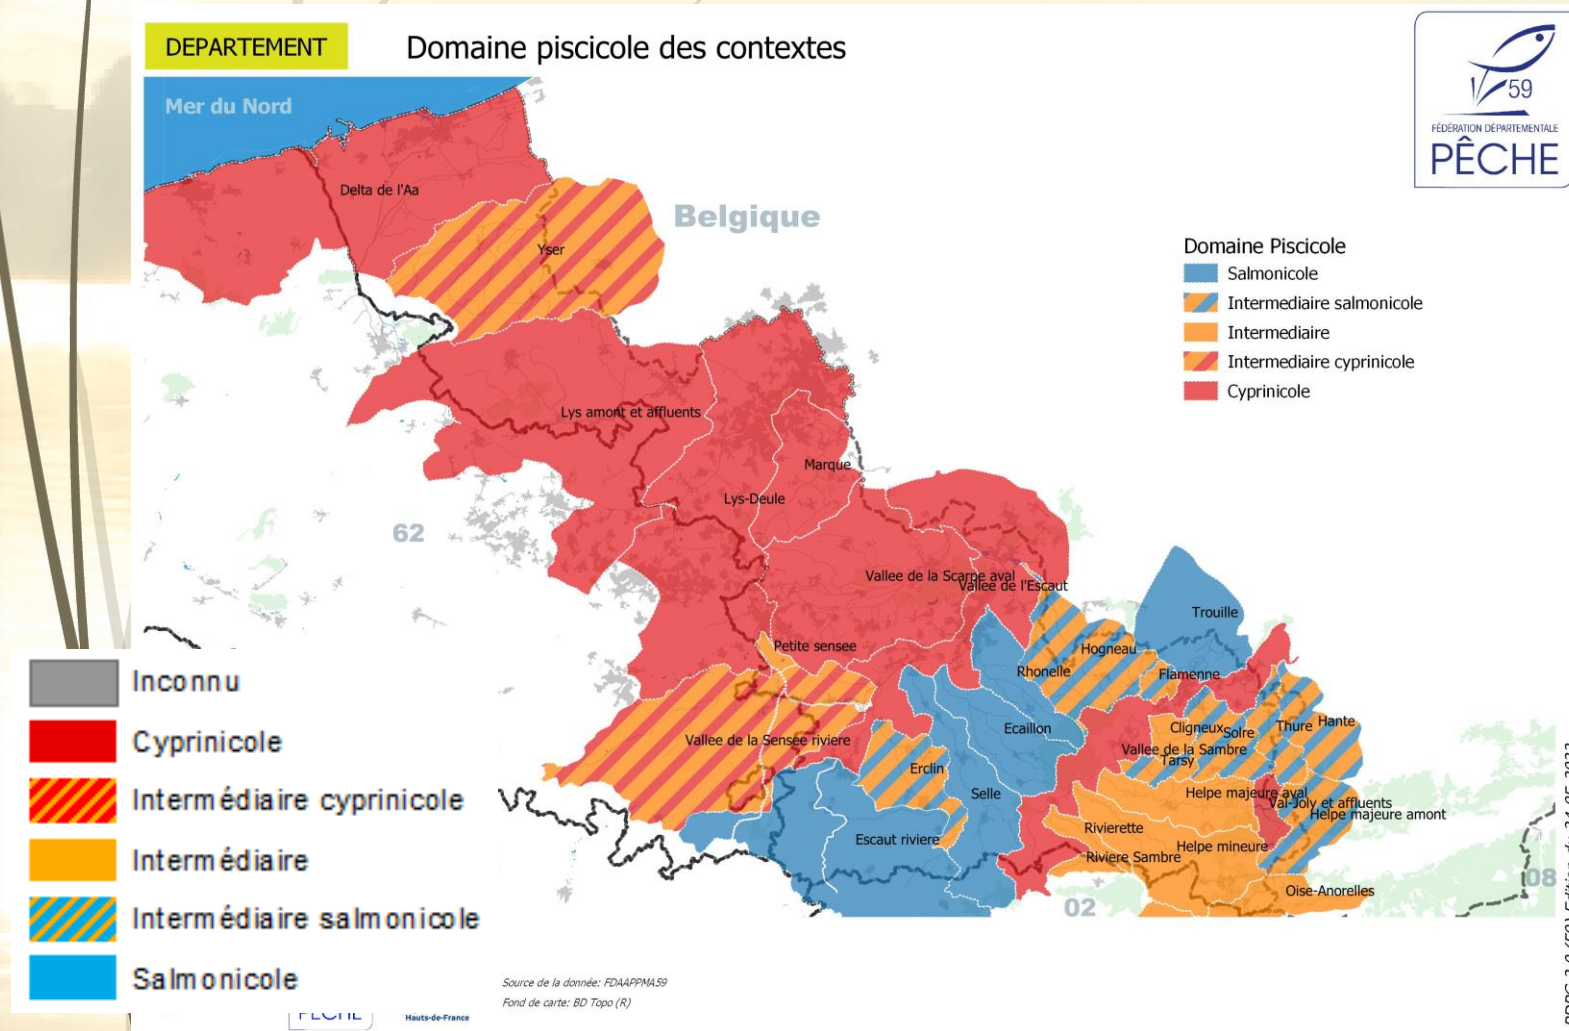 DEPARTEMENT
Domaine piscicole des contextes
Mer du Nord
59
FÉDÉRATION DÉPARTEMENTALE
PÊCHE
Delta de l'Aa
Belgique
Yser
Domaine Piscicole
Salmonicole
Intermediaire salmonicole
Intermediaire
Intermediaire cyprinicole
Cyprinicole
Lys amont et affluents
Marque
Lys-Deule
62
Vallee de la Scarpe aval
Vallee de l'Escaut
Trouille
Petite sensee
Hogneau
Rhonelle
Flamenne
Ecaillon
Cligneux
Solre
Thure
Hante
Vallee de la Sensee riviere
Vallee de la Sambre
Tarsy
Erclin
Selle
Helpe majeure aval
Val-Joly et affluents
Helpe majeure amont
Rivierette
Escaut riviere
Helpe mineure
Riviere Sambre
Oise-Anorelles
08
02
Inconnu
Cyprinicole
Intermédiaire cyprinicole
Intermédiaire
Intermédiaire salmonicole
Salmonicole
Source de la donnée: FDAAPPMA59
Fond de carte: BD Topo (R)
Hauts-de-France